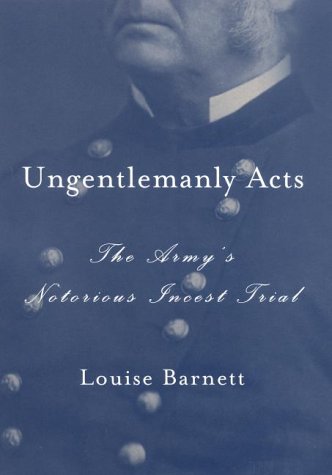 Ungentlemanly Acts
The Army's
Notorious Incest Trial
Louise Barnett